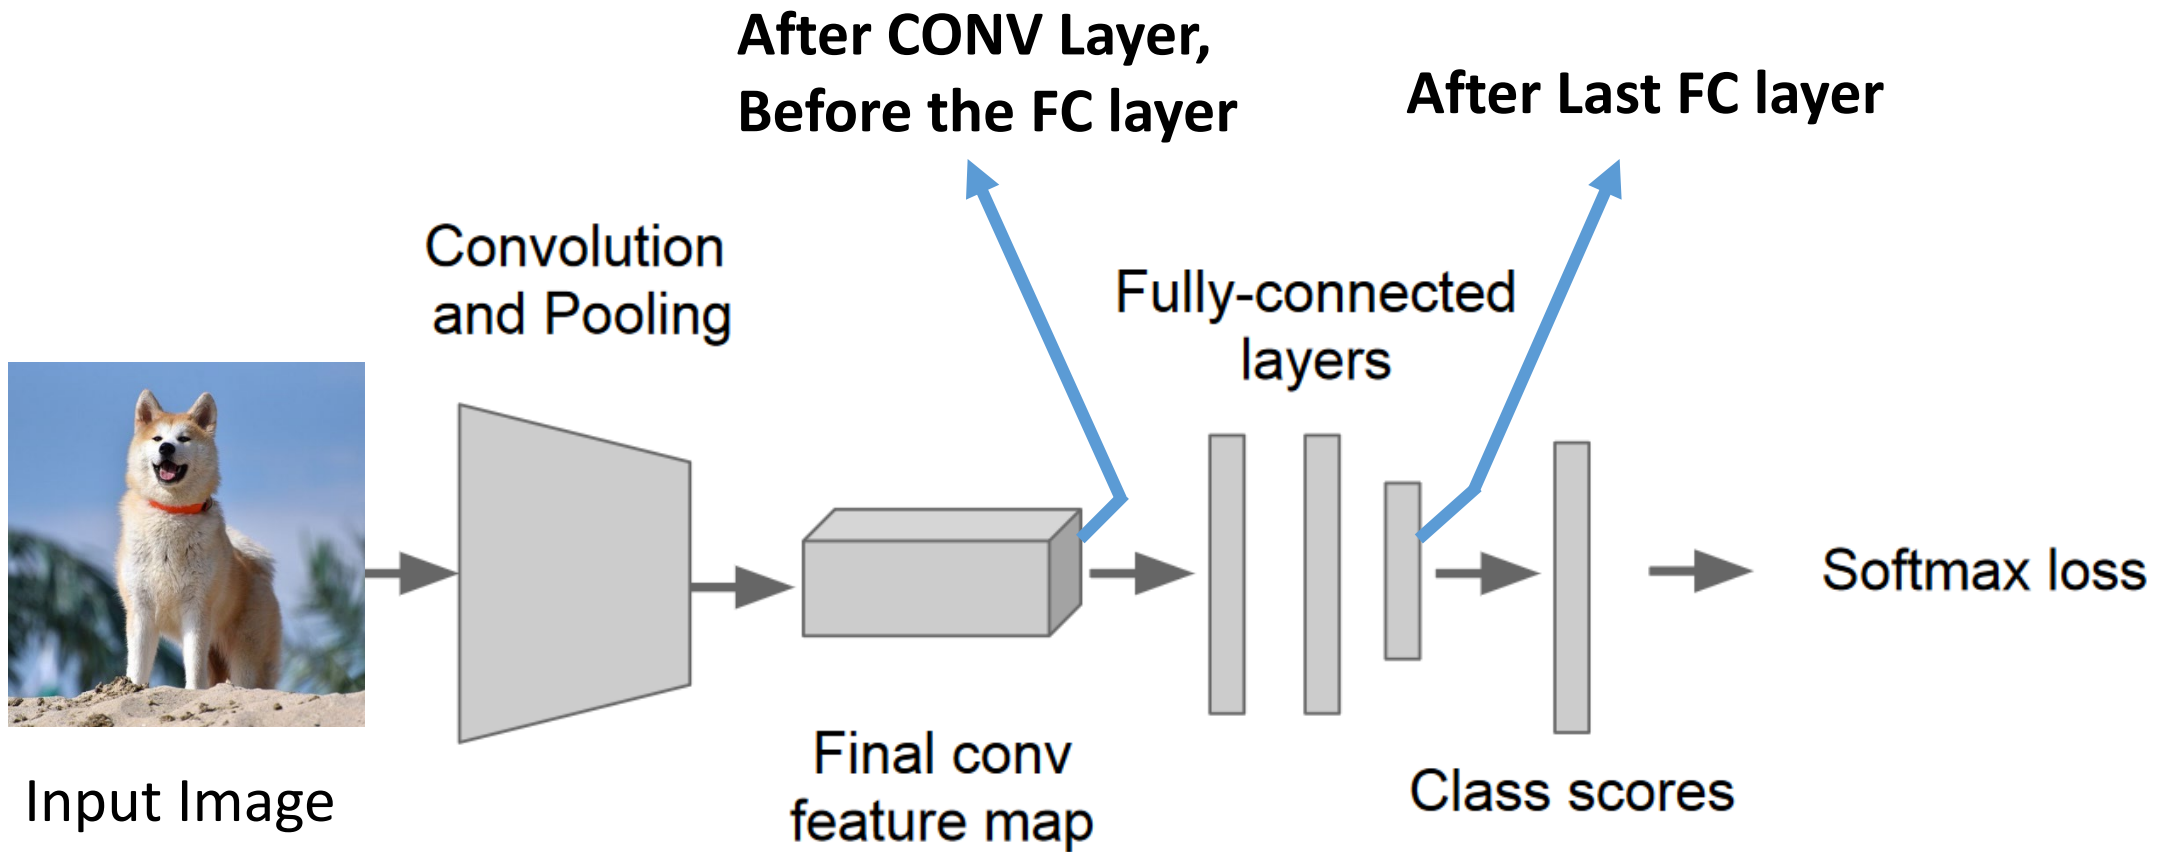 After CONV Layer,
Before the FC layer
After Last FC layer
Convolution
and Pooling
Fully-connected
layers
Softmax loss
Final conv
feature map
Class scores
Input Image